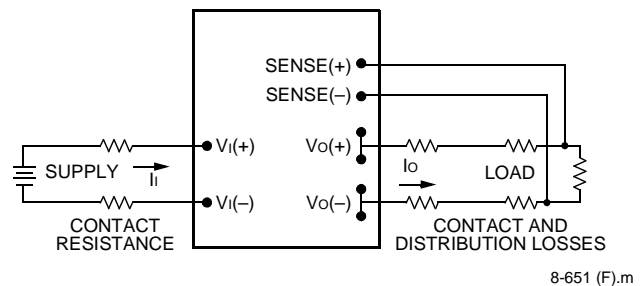 SENSE(+)
SENSE(–)
VI(+)
VO(+)
SUPPLY
II
IO
LOAD
VI(–)
VO(–)
CONTACT
RESISTANCE
CONTACT AND
DISTRIBUTION LOSSES
8-651 (F).m